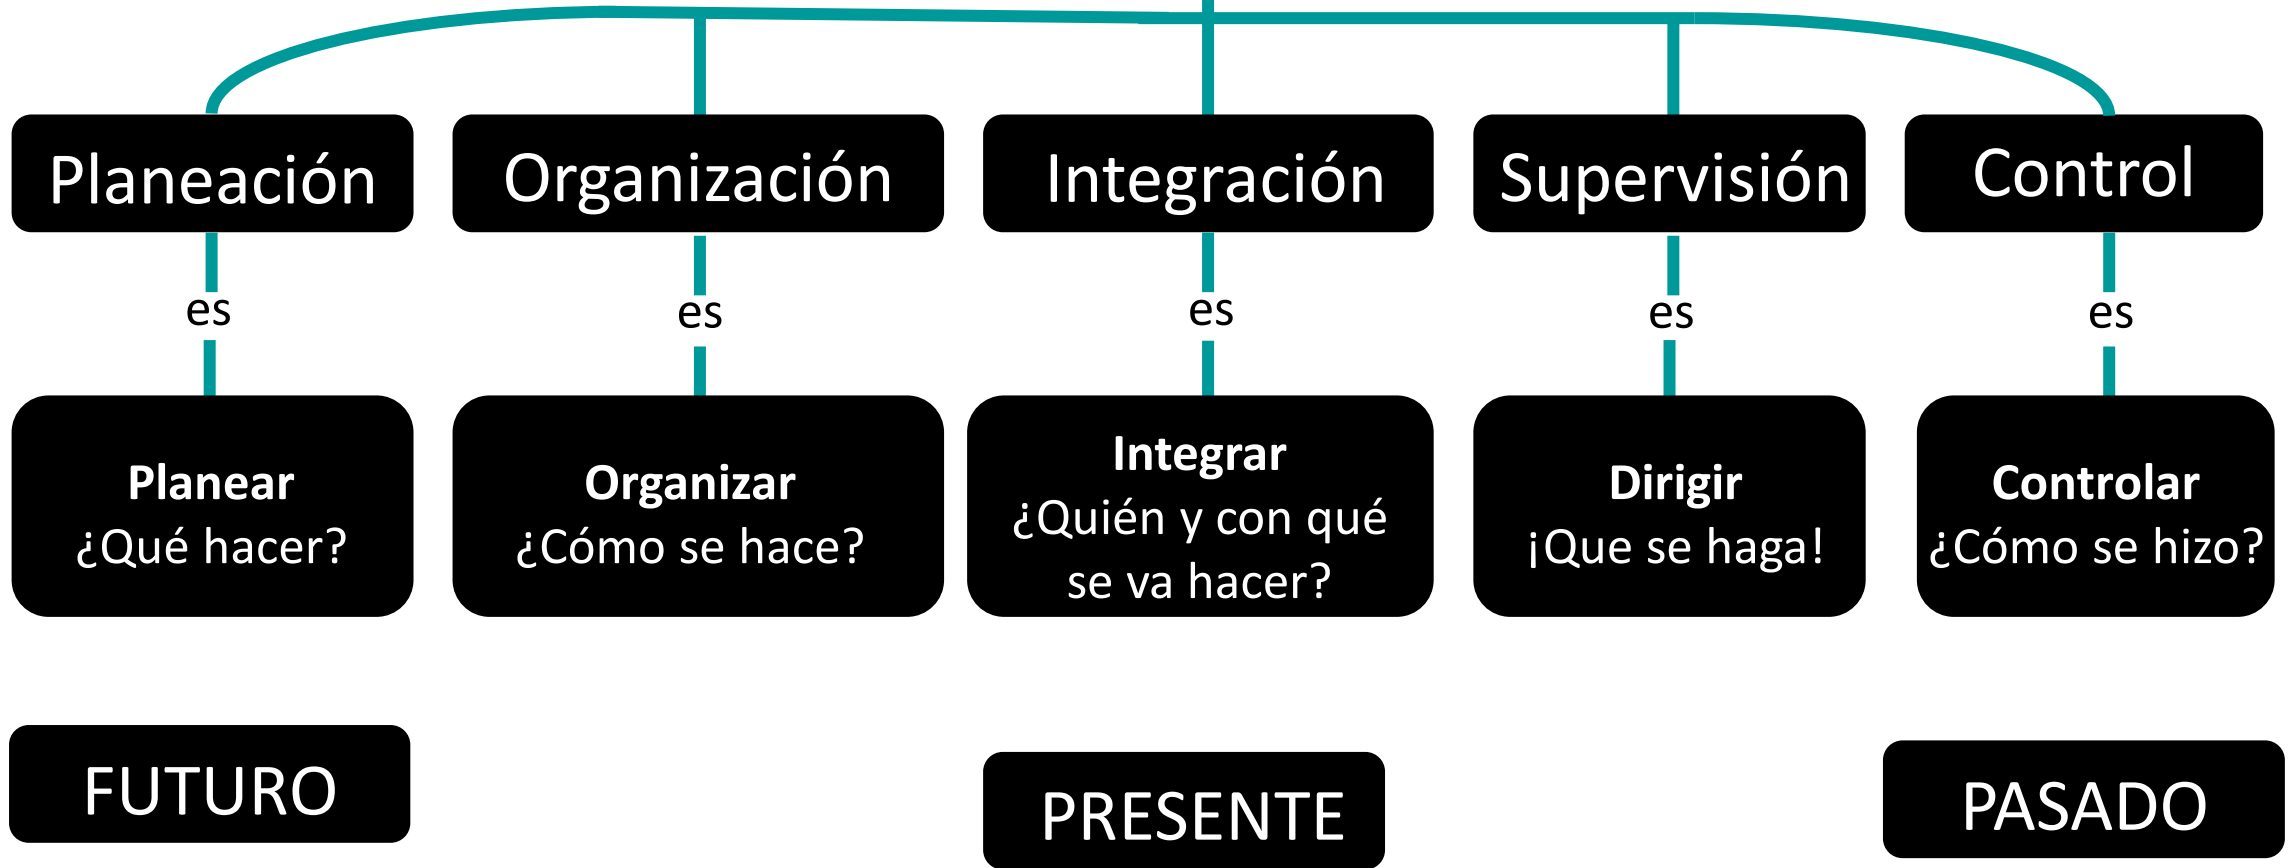 Planeación
Organización
Integración
Supervisión
Control
es
es
es
es
es
Planear
¿Qué hacer?
Organizar
¿Cómo se hace?
Integrar
¿Quién y con qué
se va hacer?
Dirigir
¡Que se haga!
Controlar
¿Cómo se hizo?
FUTURO
PRESENTE
PASADO